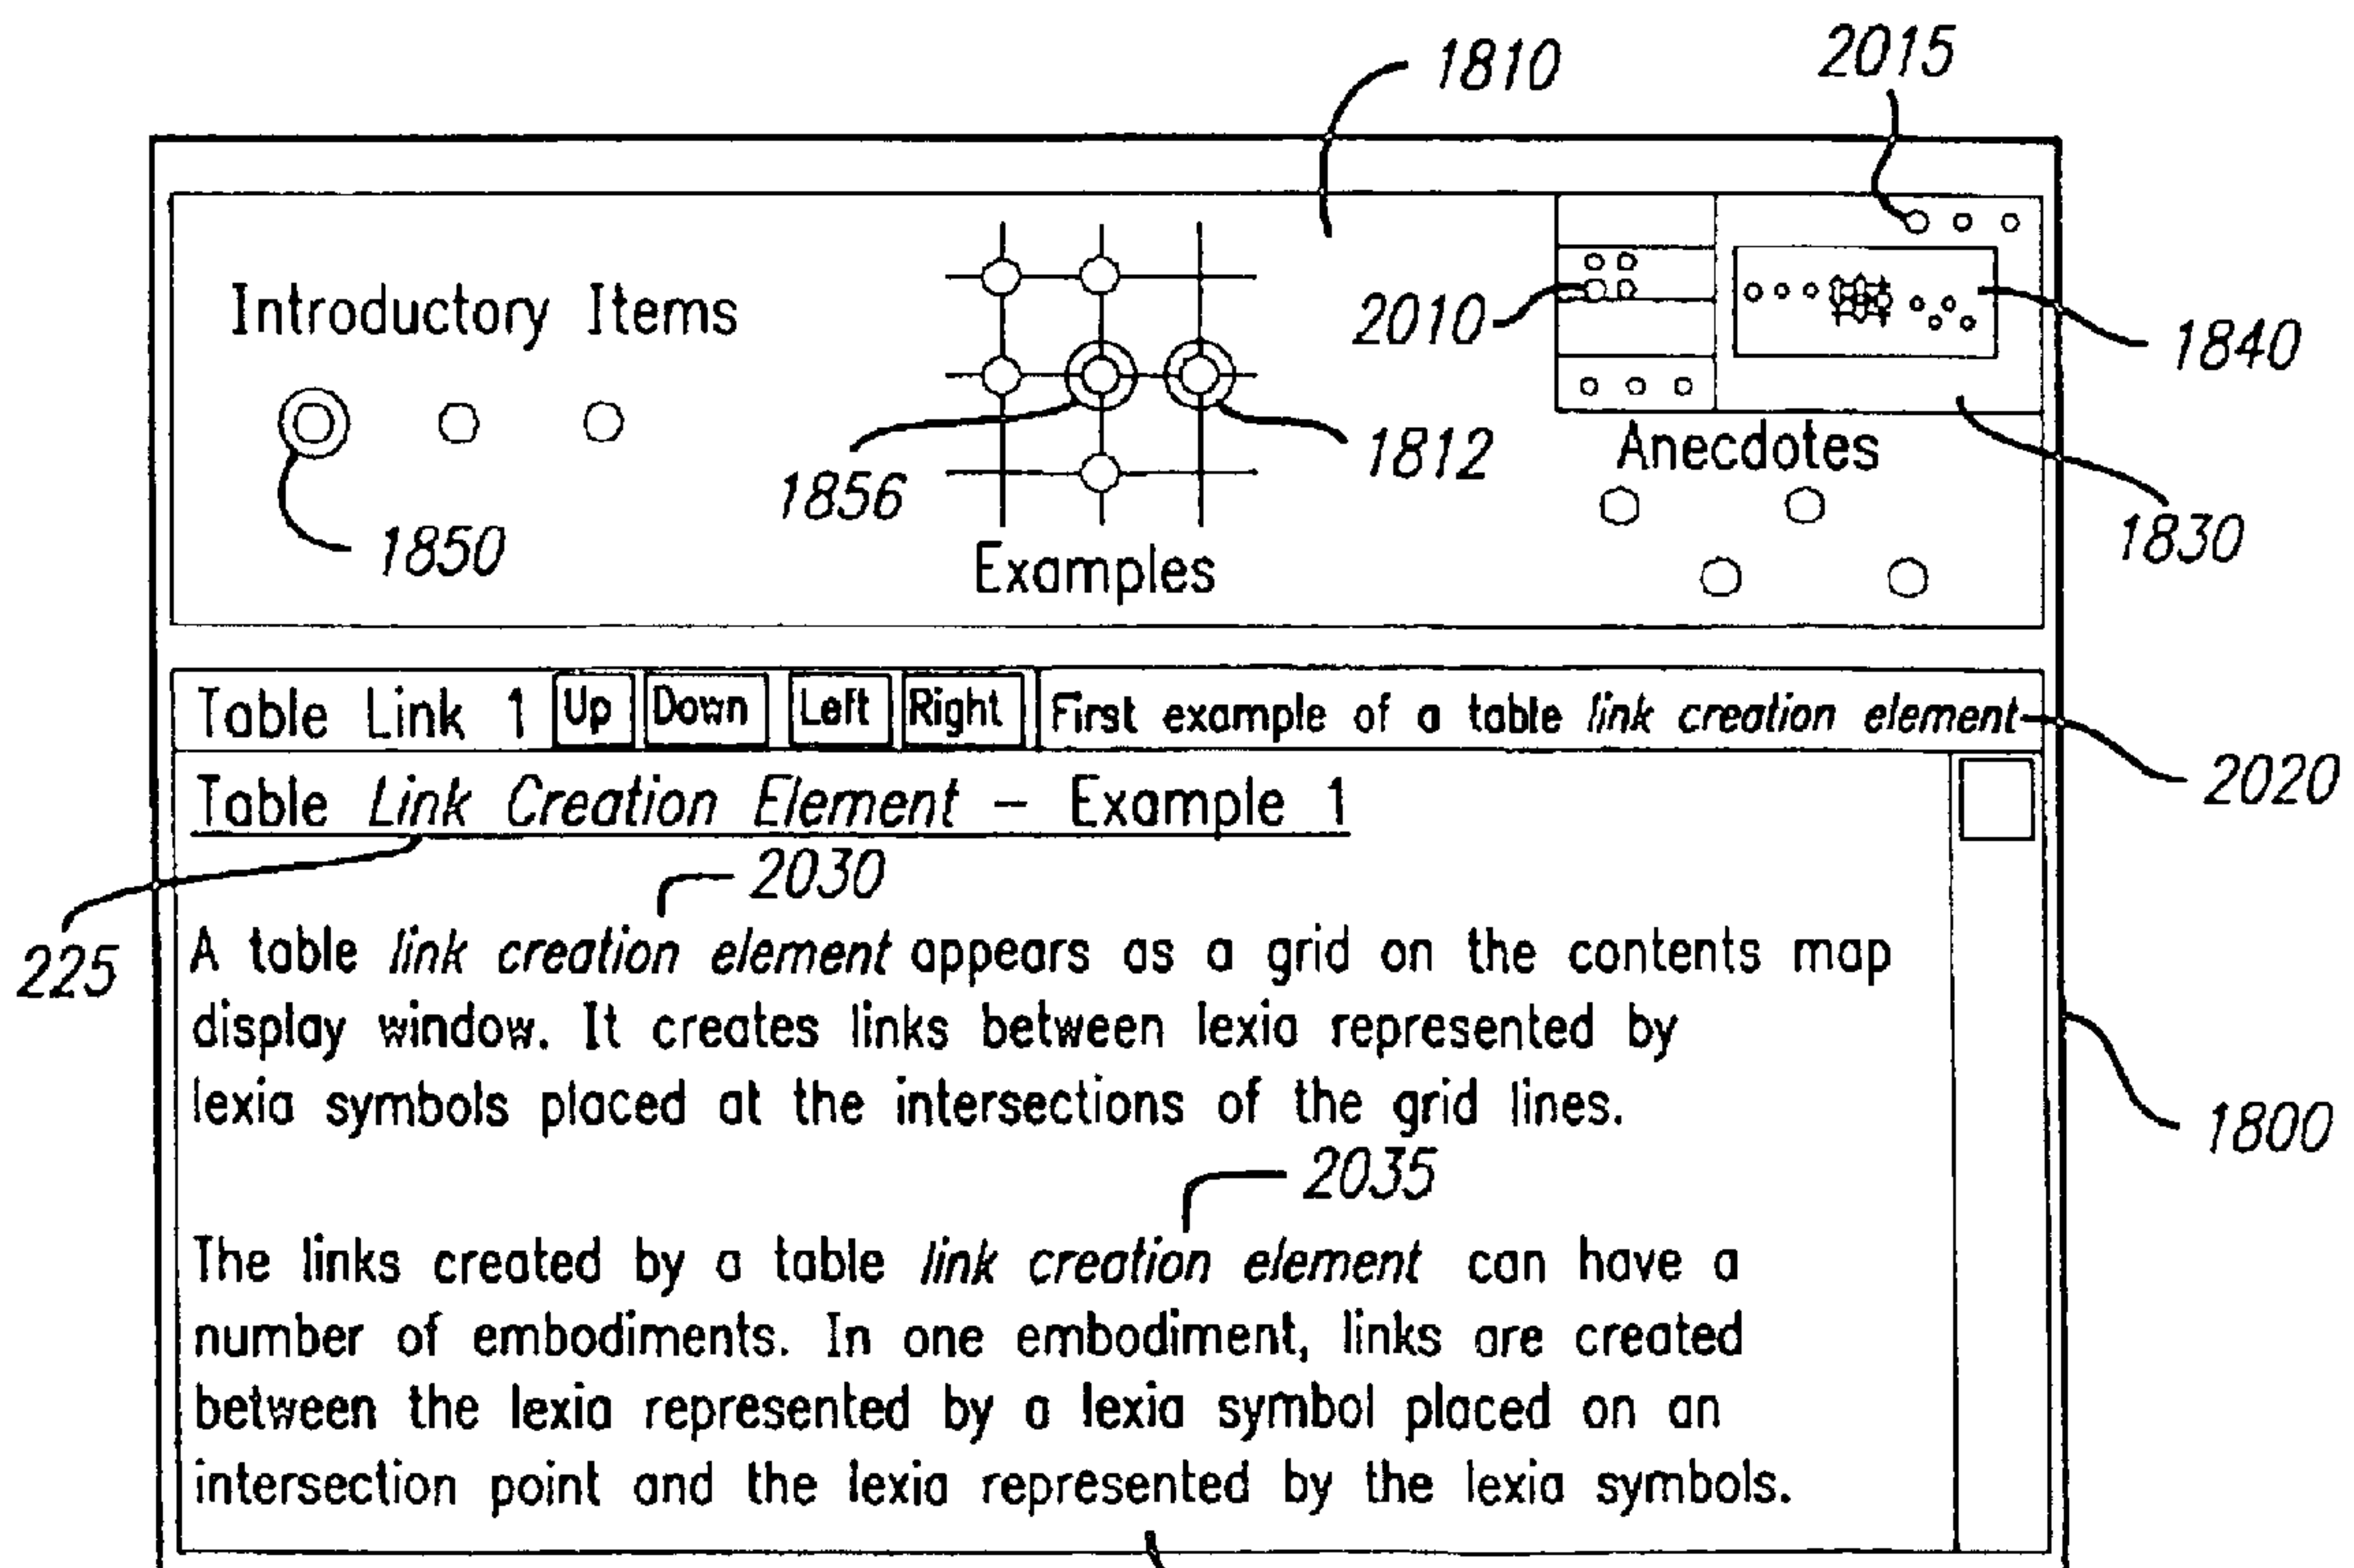 1810
2015
Introductory Items
2010
1840
1856
1812
Anecdotes
1850
1830
Examples
Table Link 1 Up Down Left Right First example of a table link creation element
2020
Table Link Creation Element – Example 1
2030
225
A table link creation element appears as a grid on the contents map
display window. It creates links between lexia represented by
lexia symbols placed at the intersections of the grid lines.
1800
2035
The links created by a table link creation element can have a
number of embodiments. In one embodiment, links are created
between the lexia represented by a lexia symbol placed on an
intersection point and the lexia represented by the lexia symbols.